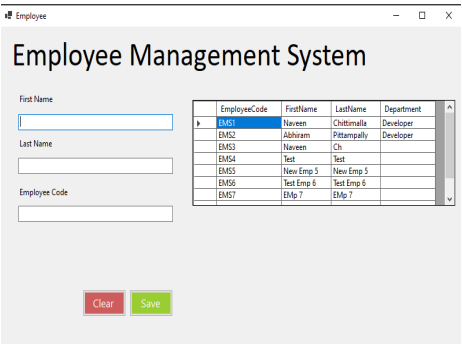 Employee
Employee Management System
First Name
Last Name
Employee Code
Clear Save
EmployeeCode FirstName LastName Department
EMS1 Naveen Chittimalla Developer
EMS2 Abhiram Pittampally Developer
EMS3 Naveen Ch
EMS4 Test Test
EMS5 New Emp 5 New Emp 5
EMS6 Test Emp 6 Test Emp 6
EMS7 EMp 7 EMp 7